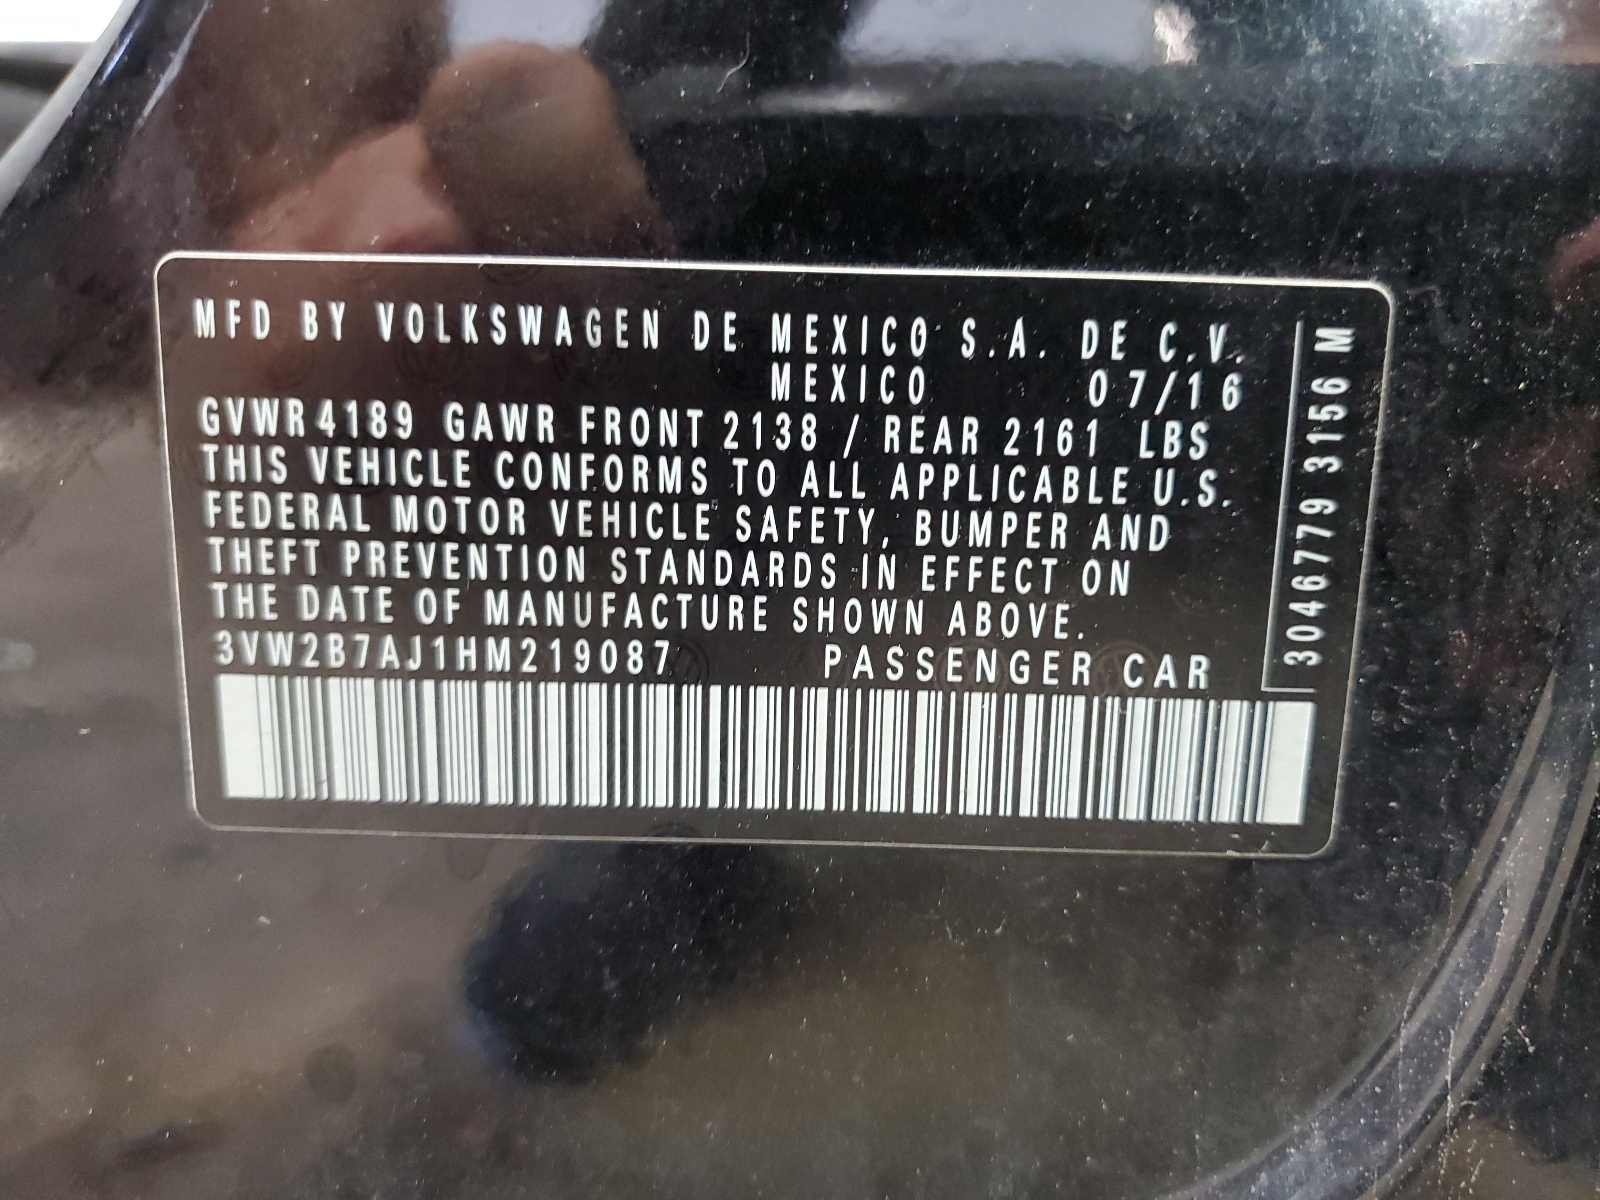 MFD BY VOLKSWAGEN DE MEXICO S.A. DE C.V.
MEXICO 07/16
GVWR 4189 GAWR FRONT 2138 / REAR 2161 LBS
THIS VEHICLE CONFORMS TO ALL APPLICABLE U.S.
FEDERAL MOTOR VEHICLE SAFETY, BUMPER AND
THEFT PREVENTION STANDARDS IN EFFECT ON
THE DATE OF MANUFACTURE SHOWN ABOVE.
3VW2B7AJ1HM219087 PASSENGER CAR
3046779 3156 M